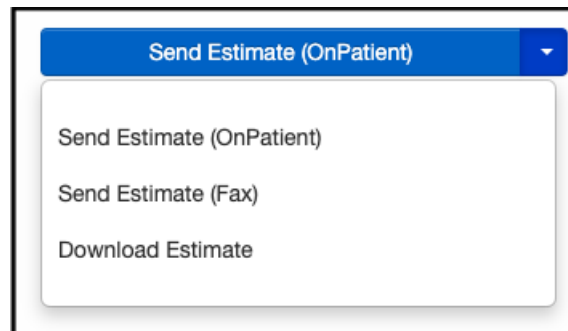 Send Estimate (OnPatient)
Send Estimate (OnPatient)
Send Estimate (Fax)
Download Estimate